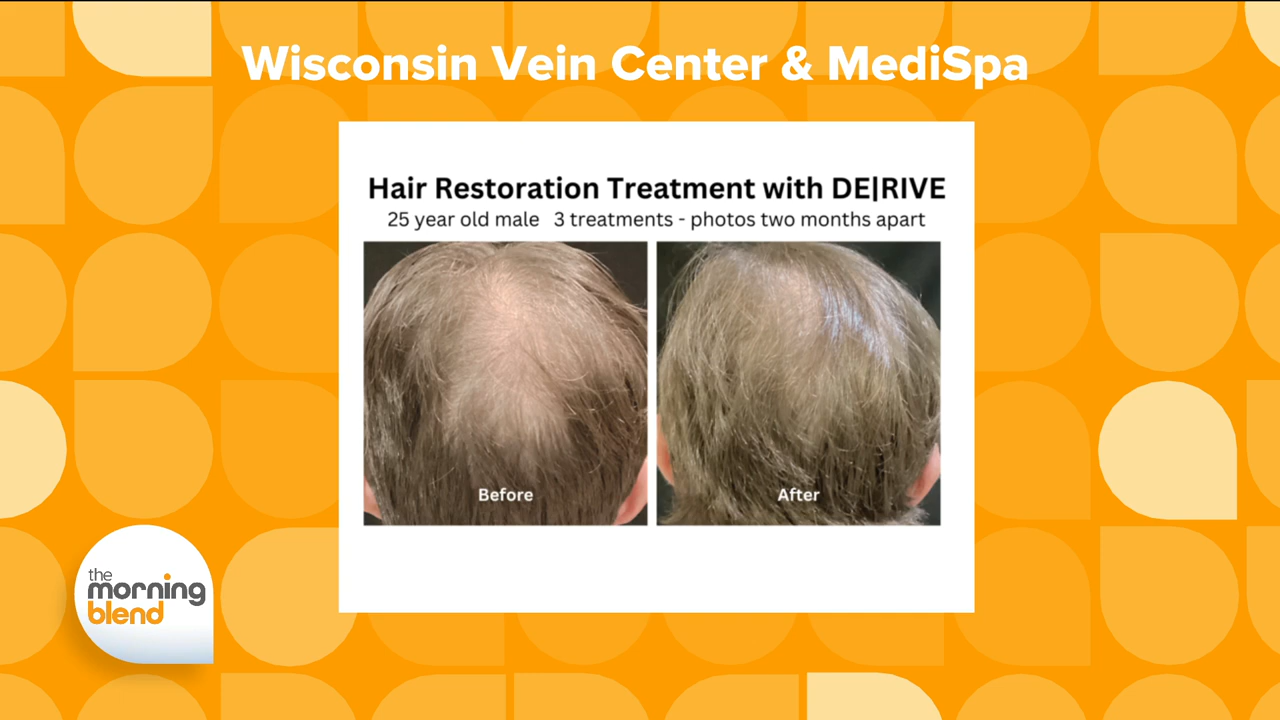 Wisconsin Vein Center & MediSpa
Hair Restoration Treatment with DE|RIVE
25 year old male 3 treatments - photos two months apart
Before
After
the
morning
blend